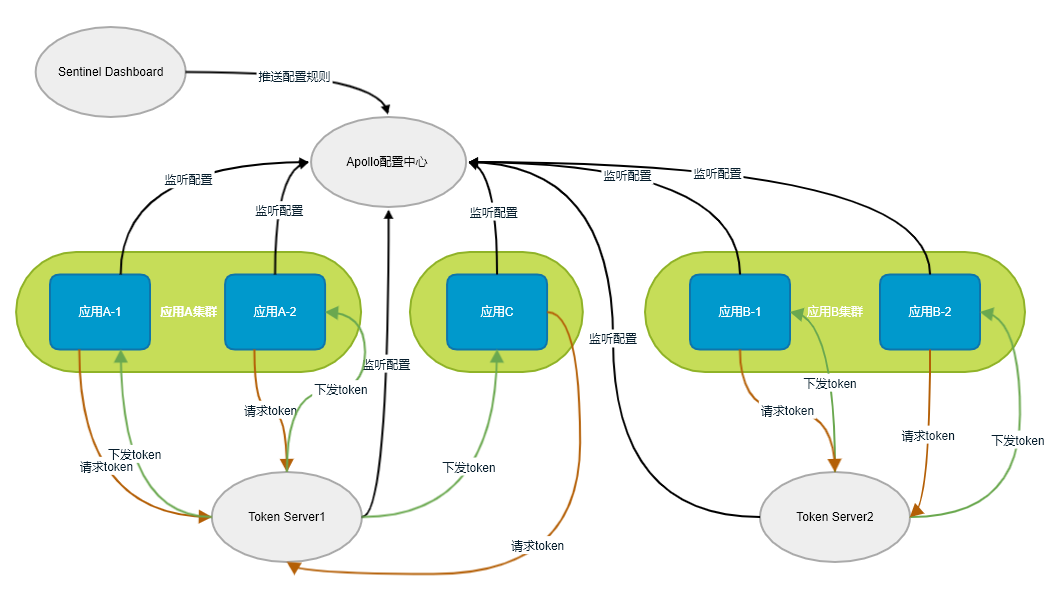 Sentinel Dashboard
推送配置规则
Apollo配置中心
监听配置
监听配置
监听配置
监听配置
监听配置
应用A-1
应用A集群
应用A-2
应用C
应用B-1
应用B集群
应用B-2
监听配置
监听配置
下发token
下发token
请求token
请求token
请求token
下发token
请求token
下发token
下发token
Token Server1
Token Server2
请求token